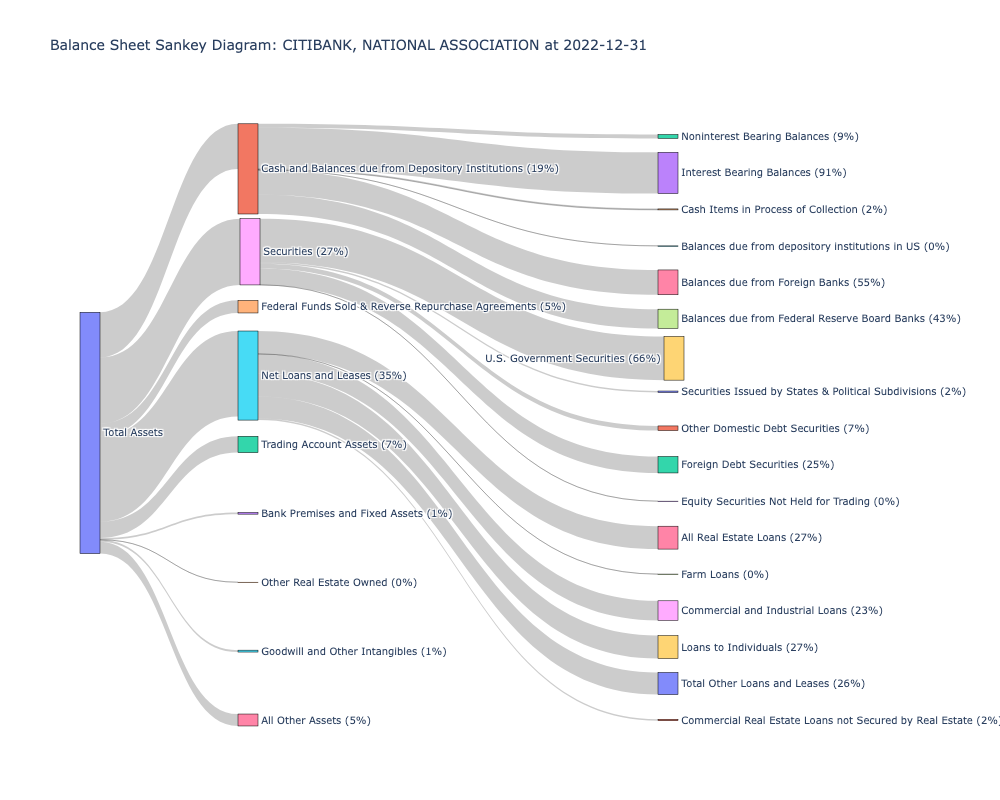 Balance Sheet Sankey Diagram: CITIBANK, NATIONAL ASSOCIATION at 2022-12-31
Total Assets
Cash and Balances due from Depository Institutions (19%)
Securities (27%)
Federal Funds Sold & Reverse Repurchase Agreements (5%)
Net Loans and Leases (35%)
Trading Account Assets (7%)
Bank Premises and Fixed Assets (1%)
Other Real Estate Owned (0%)
Goodwill and Other Intangibles (1%)
All Other Assets (5%)
Noninterest Bearing Balances (9%)
Interest Bearing Balances (91%)
Cash Items in Process of Collection (2%)
Balances due from depository institutions in US (0%)
Balances due from Foreign Banks (55%)
Balances due from Federal Reserve Board Banks (43%)
U.S. Government Securities (66%)
Securities Issued by States & Political Subdivisions (2%)
Other Domestic Debt Securities (7%)
Foreign Debt Securities (25%)
Equity Securities Not Held for Trading (0%)
All Real Estate Loans (27%)
Farm Loans (0%)
Commercial and Industrial Loans (23%)
Loans to Individuals (27%)
Total Other Loans and Leases (26%)
Commercial Real Estate Loans not Secured by Real Estate (2%)